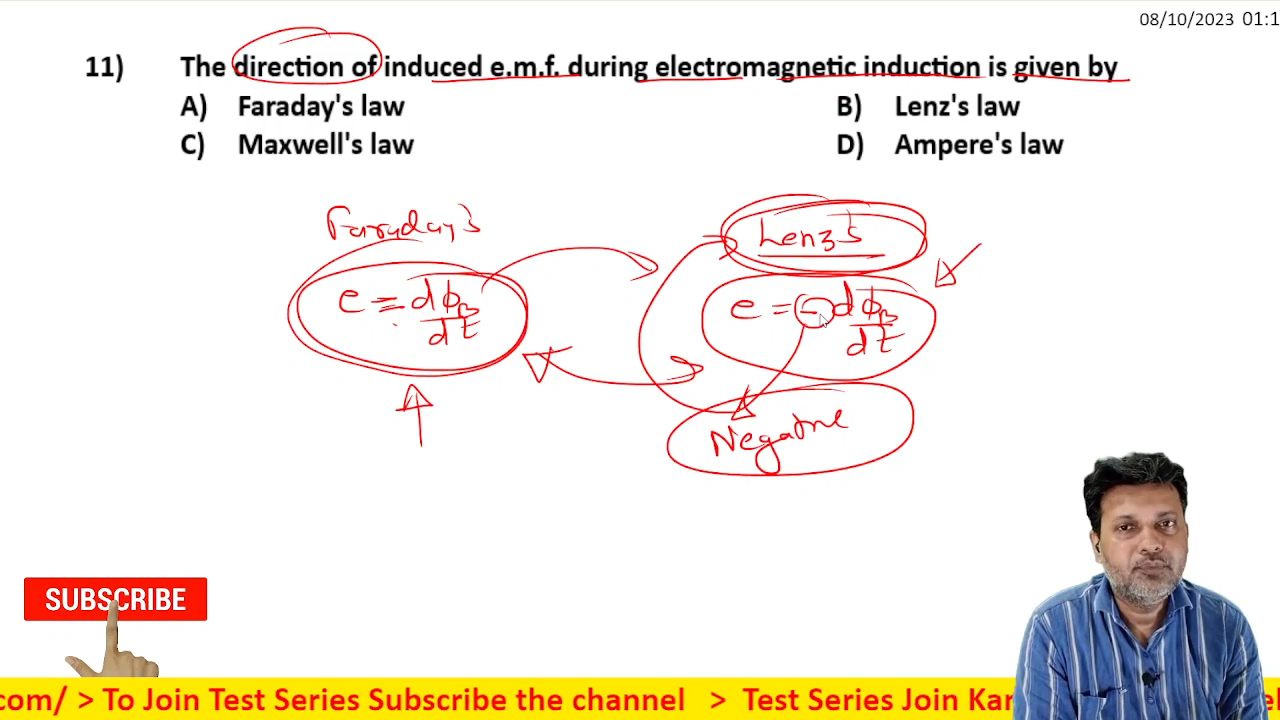 08/10/2023 01:1
11) The direction of induced e.m.f. during electromagnetic induction is given by
A) Faraday's law B) Lenz's law
C) Maxwell's law D) Ampere's law
Faraday's Lenz's
e = dϕB/dt e = - dϕB/dt
Negative
SUBSCRIBE
.com/ > To Join Test Series Subscribe the channel > Test Series Join Kar